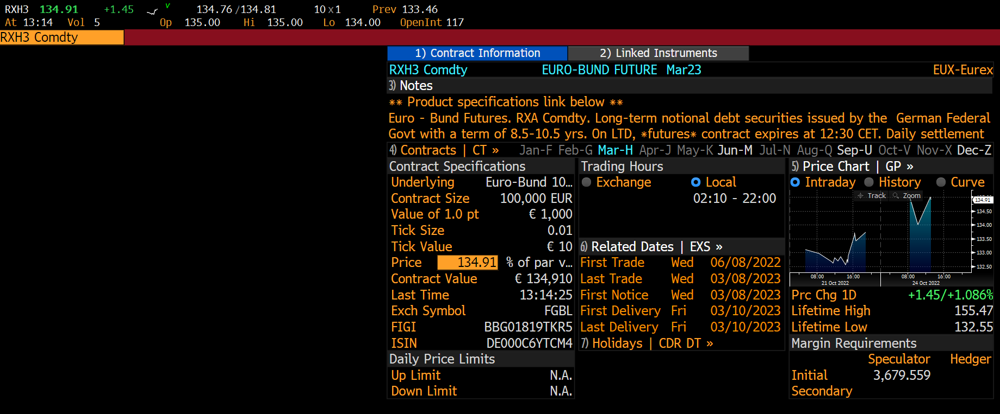 RXH3 134.91 +1.45 v 134.76/134.81 10x1 Prev 133.46
At 13:14 Vol 5 Op 135.00 Hi 135.00 Lo 134.00 OpenInt 117
RXH3 Comdty
1) Contract Information 2) Linked Instruments
RXH3 Comdty EURO-BUND FUTURE Mar23 EUX-Eurex
3) Notes
** Product specifications link below **
Euro - Bund Futures. RXA Comdty. Long-term notional debt securities issued by the German Federal
Govt with a term of 8.5-10.5 yrs. On LTD, *futures* contract expires at 12:30 CET. Daily settlement
4) Contracts | CT » Jan-F Feb-G Mar-H Apr-J May-K Jun-M Jul-N Aug-Q Sep-U Oct-V Nov-X Dec-Z
Contract Specifications
Underlying Euro-Bund 10...
Contract Size 100,000 EUR
Value of 1.0 pt € 1,000
Tick Size 0.01
Tick Value € 10
Price 134.91 % of par v...
Contract Value € 134,910
Last Time 13:14:25
Exch Symbol FGBL
FIGI BBG01819TKR5
ISIN DE000C6YTCM4
Daily Price Limits
Up Limit N.A.
Down Limit N.A.
Trading Hours
Exchange Local
02:10 - 22:00
6) Related Dates | EXS »
First Trade Wed 06/08/2022
Last Trade Wed 03/08/2023
First Notice Wed 03/08/2023
First Delivery Fri 03/10/2023
Last Delivery Fri 03/10/2023
7) Holidays | CDR DT »
5) Price Chart | GP »
Intraday History Curve
Track Zoom
134.91
134.50
134.00
133.50
133.00
132.50
08:00 16:00 08:00 16:00
21 Oct 2022 24 Oct 2022
Prc Chg 1D +1.45/+1.086%
Lifetime High 155.47
Lifetime Low 132.55
Margin Requirements
Speculator Hedger
Initial 3,679.559
Secondary